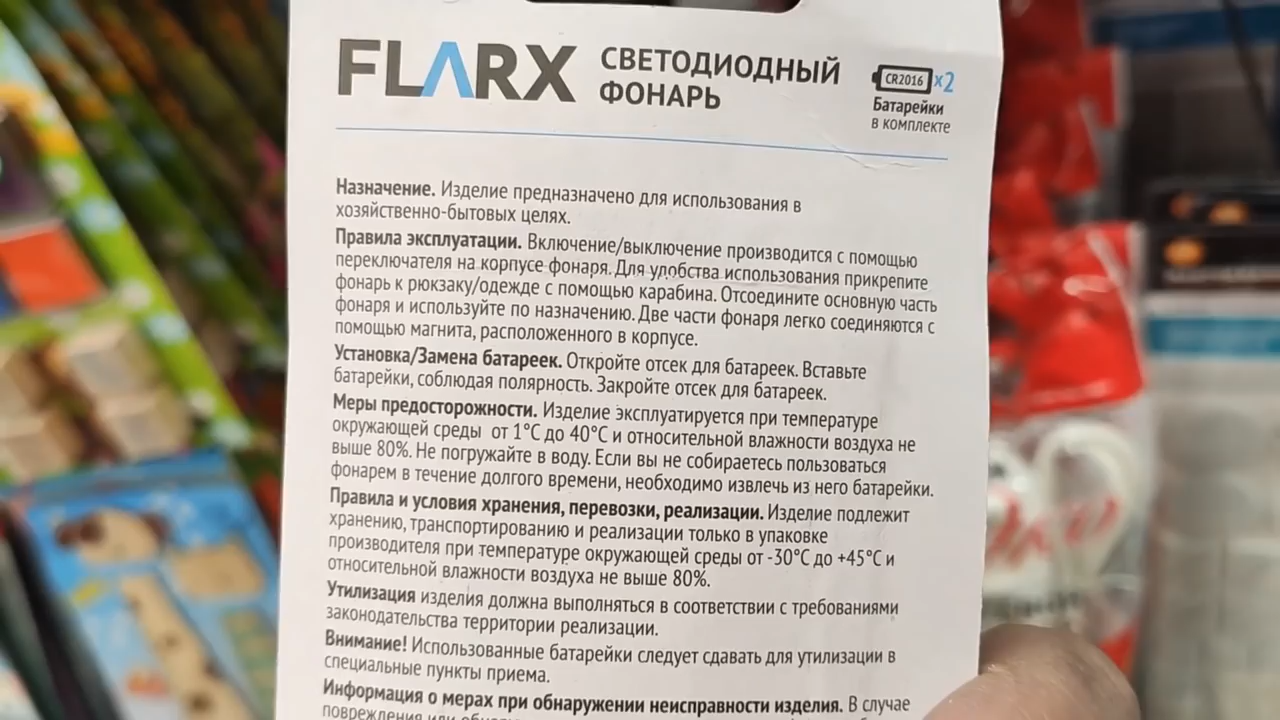 FLARX
СВЕТОДИОДНЫЙ
ФОНАРЬ
CR2016 x2
Батарейки
в комплекте
Назначение. Изделие предназначено для использования в
хозяйственно-бытовых целях.
Правила эксплуатации. Включение/выключение производится с помощью
переключателя на корпусе фонаря. Для удобства использования прикрепите
фонарь к рюкзаку/одежде с помощью карабина. Отсоедините основную часть
фонаря и используйте по назначению. Две части фонаря легко соединяются с
помощью магнита, расположенного в корпусе.
Установка/Замена батареек. Откройте отсек для батареек. Вставьте
батарейки, соблюдая полярность. Закройте отсек для батареек.
Меры предосторожности. Изделие эксплуатируется при температуре
окружающей среды от 1°C до 40°C и относительной влажности воздуха не
выше 80%. Не погружайте в воду. Если вы не собираетесь пользоваться
фонарем в течение долгого времени, необходимо извлечь из него батарейки.
Правила и условия хранения, перевозки, реализации. Изделие подлежит
хранению, транспортированию и реализации только в упаковке
производителя при температуре окружающей среды от -30°C до +45°C и
относительной влажности воздуха не выше 80%.
Утилизация изделия должна выполняться в соответствии с требованиями
законодательства территории реализации.
Внимание! Использованные батарейки следует сдавать для утилизации в
специальные пункты приема.
Информация о мерах при обнаружении неисправности изделия. В случае
повреждения или